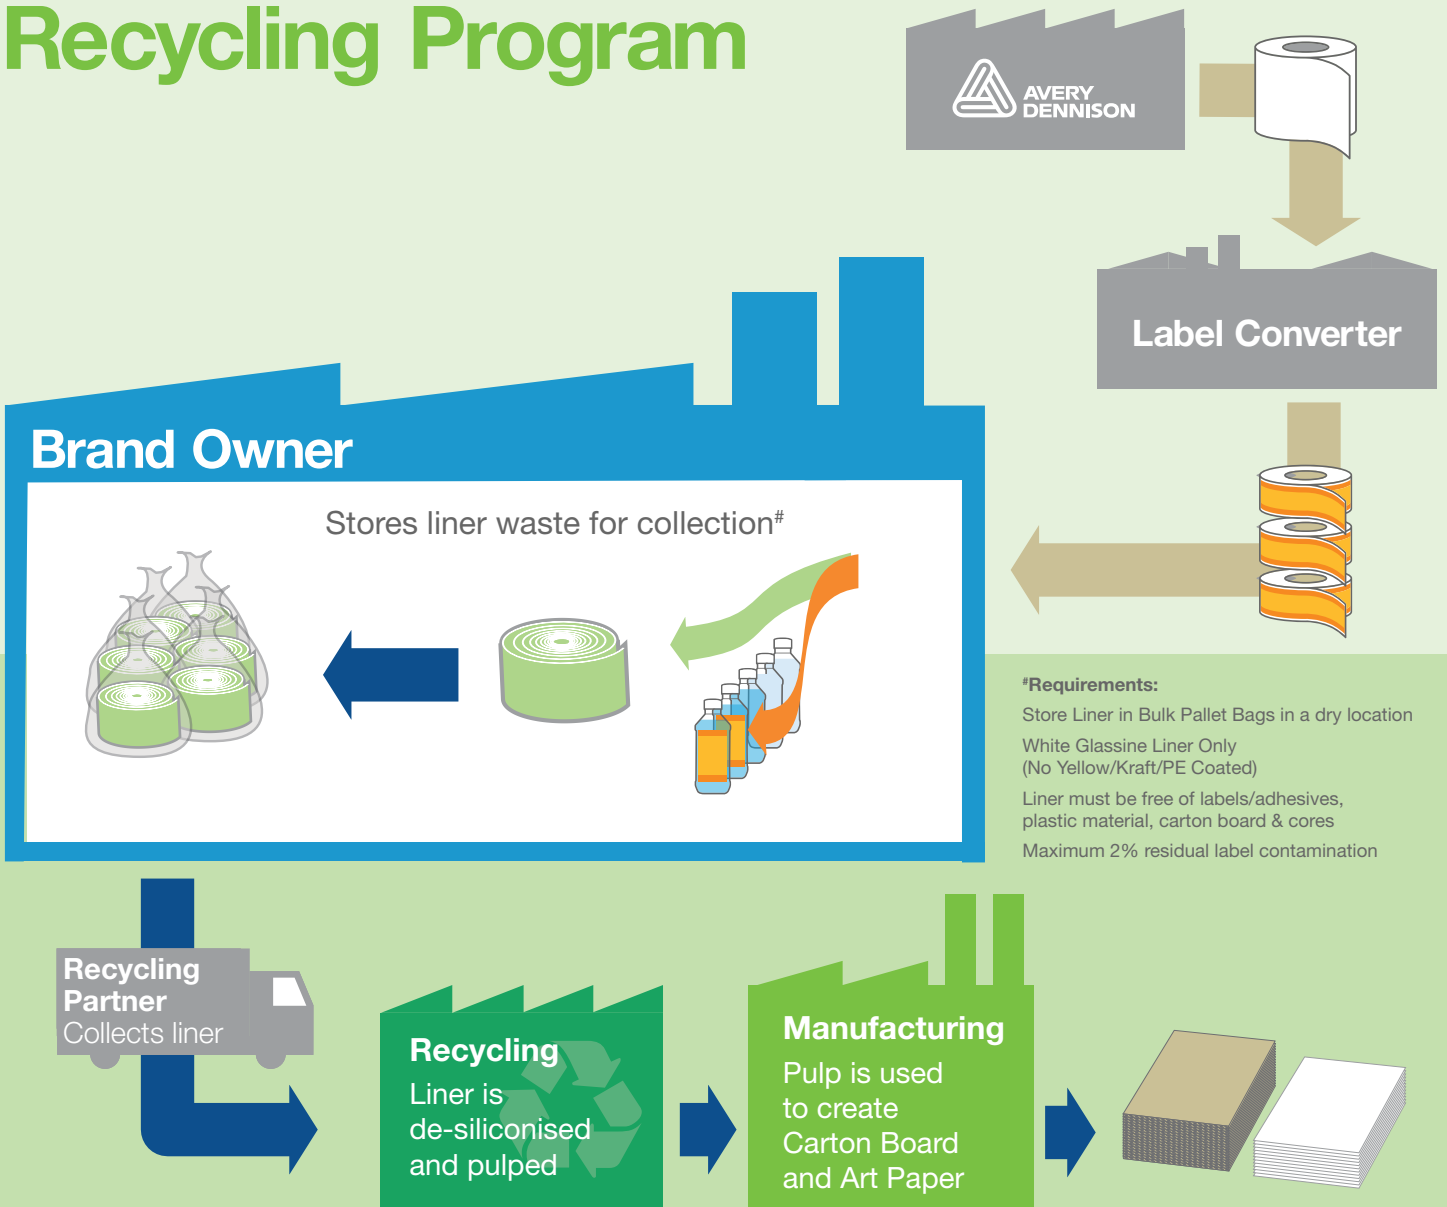 Recycling Program
AVERY
DENNISON
Label Converter
Brand Owner
Stores liner waste for collection#
#Requirements:
Store Liner in Bulk Pallet Bags in a dry location
White Glassine Liner Only
(No Yellow/Kraft/PE Coated)
Liner must be free of labels/adhesives,
plastic material, carton board & cores
Maximum 2% residual label contamination
Recycling
Partner
Collects liner
Recycling
Liner is
de-siliconised
and pulped
Manufacturing
Pulp is used
to create
Carton Board
and Art Paper